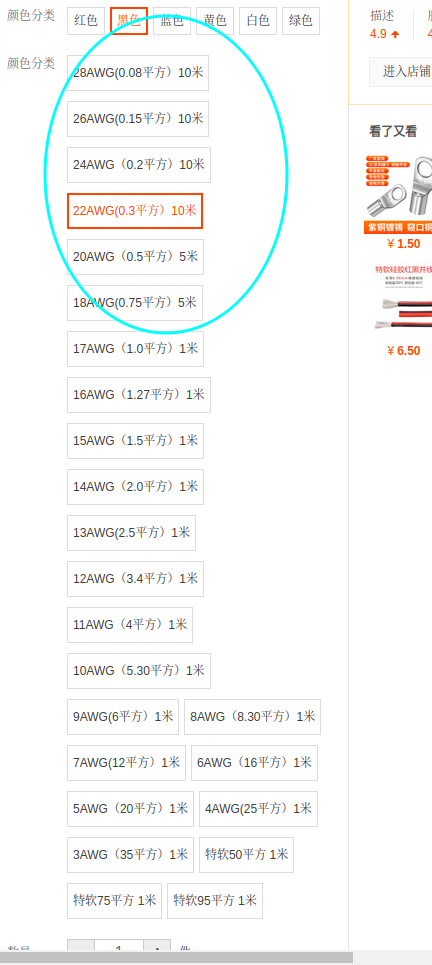 颜色分类 红色 黑色 蓝色 黄色 白色 绿色
颜色分类
28AWG(0.08平方）10米
26AWG(0.15平方）10米
24AWG（0.2平方）10米
22AWG(0.3平方）10米
20AWG（0.5平方）5米
18AWG(0.75平方）5米
17AWG（1.0平方）1米
16AWG（1.27平方）1米
15AWG（1.5平方）1米
14AWG（2.0平方）1米
13AWG(2.5平方）1米
12AWG（3.4平方）1米
11AWG（4平方）1米
10AWG（5.30平方）1米
9AWG(6平方）1米 8AWG（8.30平方）1米
7AWG(12平方）1米 6AWG（16平方）1米
5AWG（20平方）1米 4AWG(25平方）1米
3AWG（35平方）1米 特软50平方 1米
特软75平方 1米 特软95平方 1米
描述
4.9
进入店铺
看了又看
紫铜镀锡 窥口铜
¥ 1.50
特软硅胶红黑并线
¥ 6.50